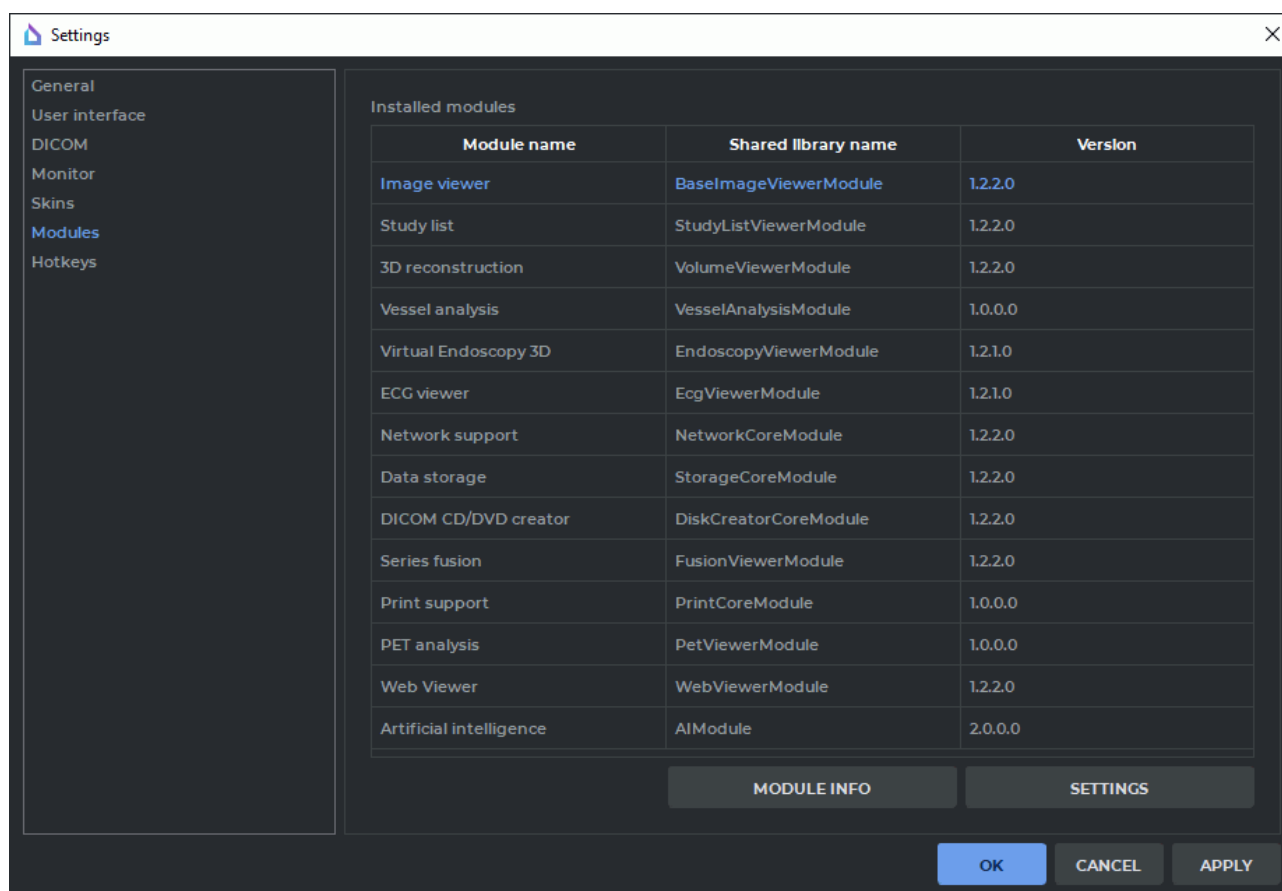 Settings
General
User interface
DICOM
Monitor
Skins
Modules
Hotkeys
Installed modules
Module name Shared library name Version
Image viewer BaseImageViewerModule 1.2.2.0
Study list StudyListViewerModule 1.2.2.0
3D reconstruction VolumeViewerModule 1.2.2.0
Vessel analysis VesselAnalysisModule 1.0.0.0
Virtual Endoscopy 3D EndoscopyViewerModule 1.2.1.0
ECG viewer EcgViewerModule 1.2.1.0
Network support NetworkCoreModule 1.2.2.0
Data storage StorageCoreModule 1.2.2.0
DICOM CD/DVD creator DiskCreatorCoreModule 1.2.2.0
Series fusion FusionViewerModule 1.2.2.0
Print support PrintCoreModule 1.0.0.0
PET analysis PetViewerModule 1.0.0.0
Web Viewer WebViewerModule 1.2.2.0
Artificial intelligence AIModule 2.0.0.0
MODULE INFO SETTINGS
OK CANCEL APPLY